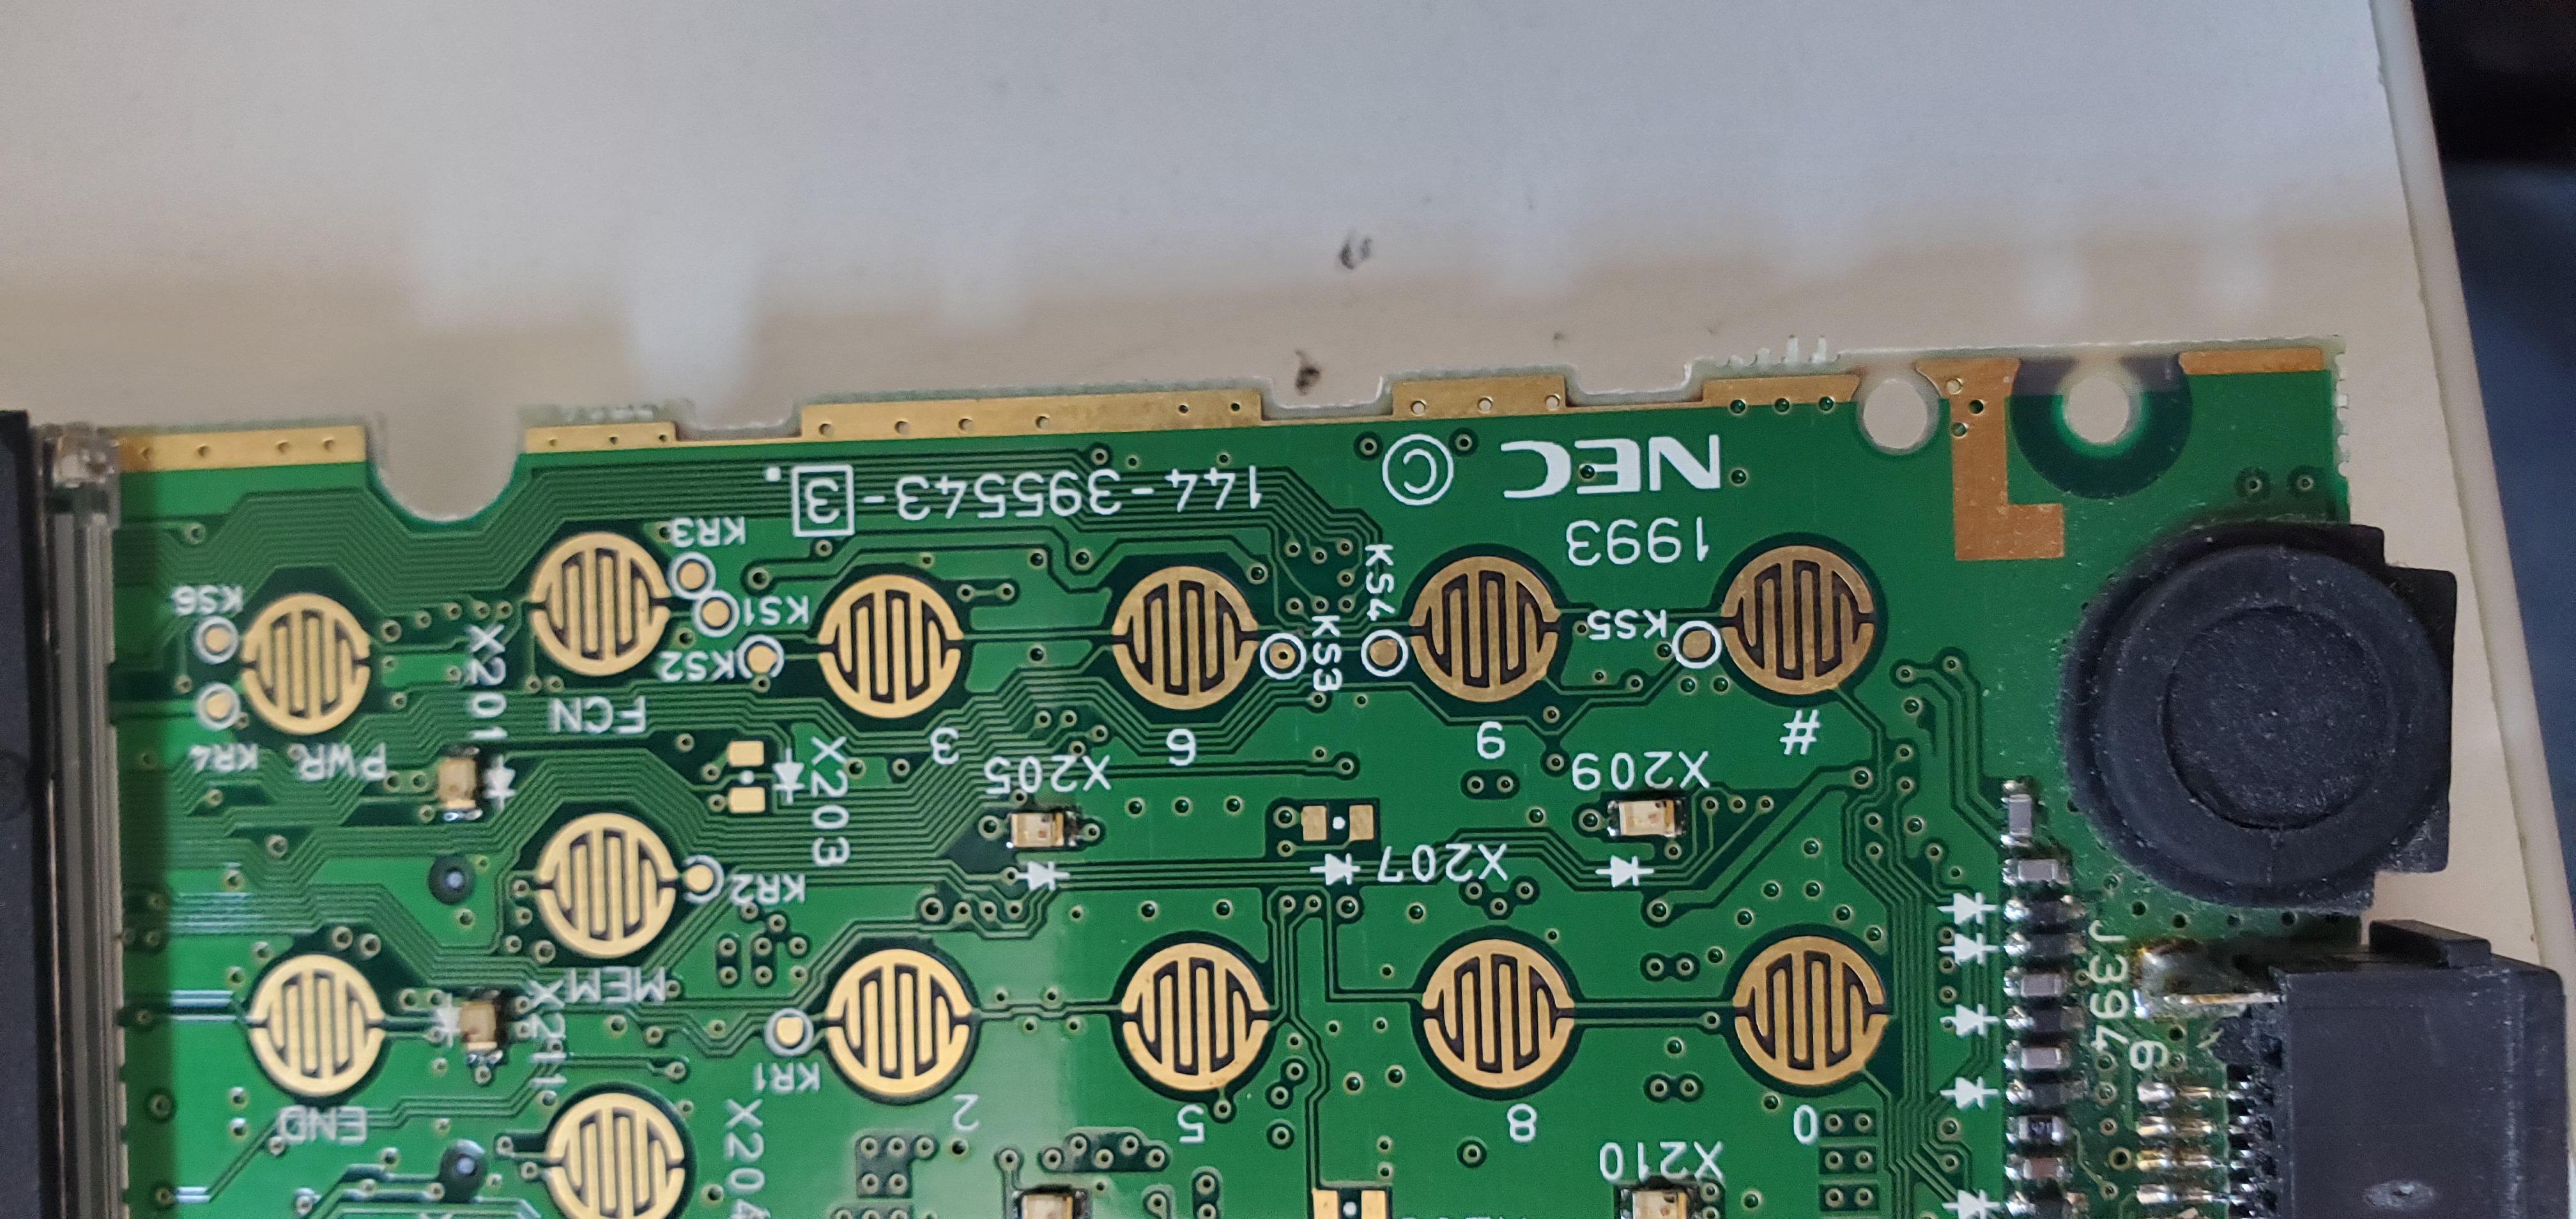 KR4
KS6
END
PWR
X201
X211
MEM
FCN
KS2
KR3
KS1
X204
KR1
KR2
X203
144-395543-3.
2
3
X205
5
6
KS3
KS4
X207
8
9
KS5
X209
X210
1993
NEC ©
0
#
J394
9